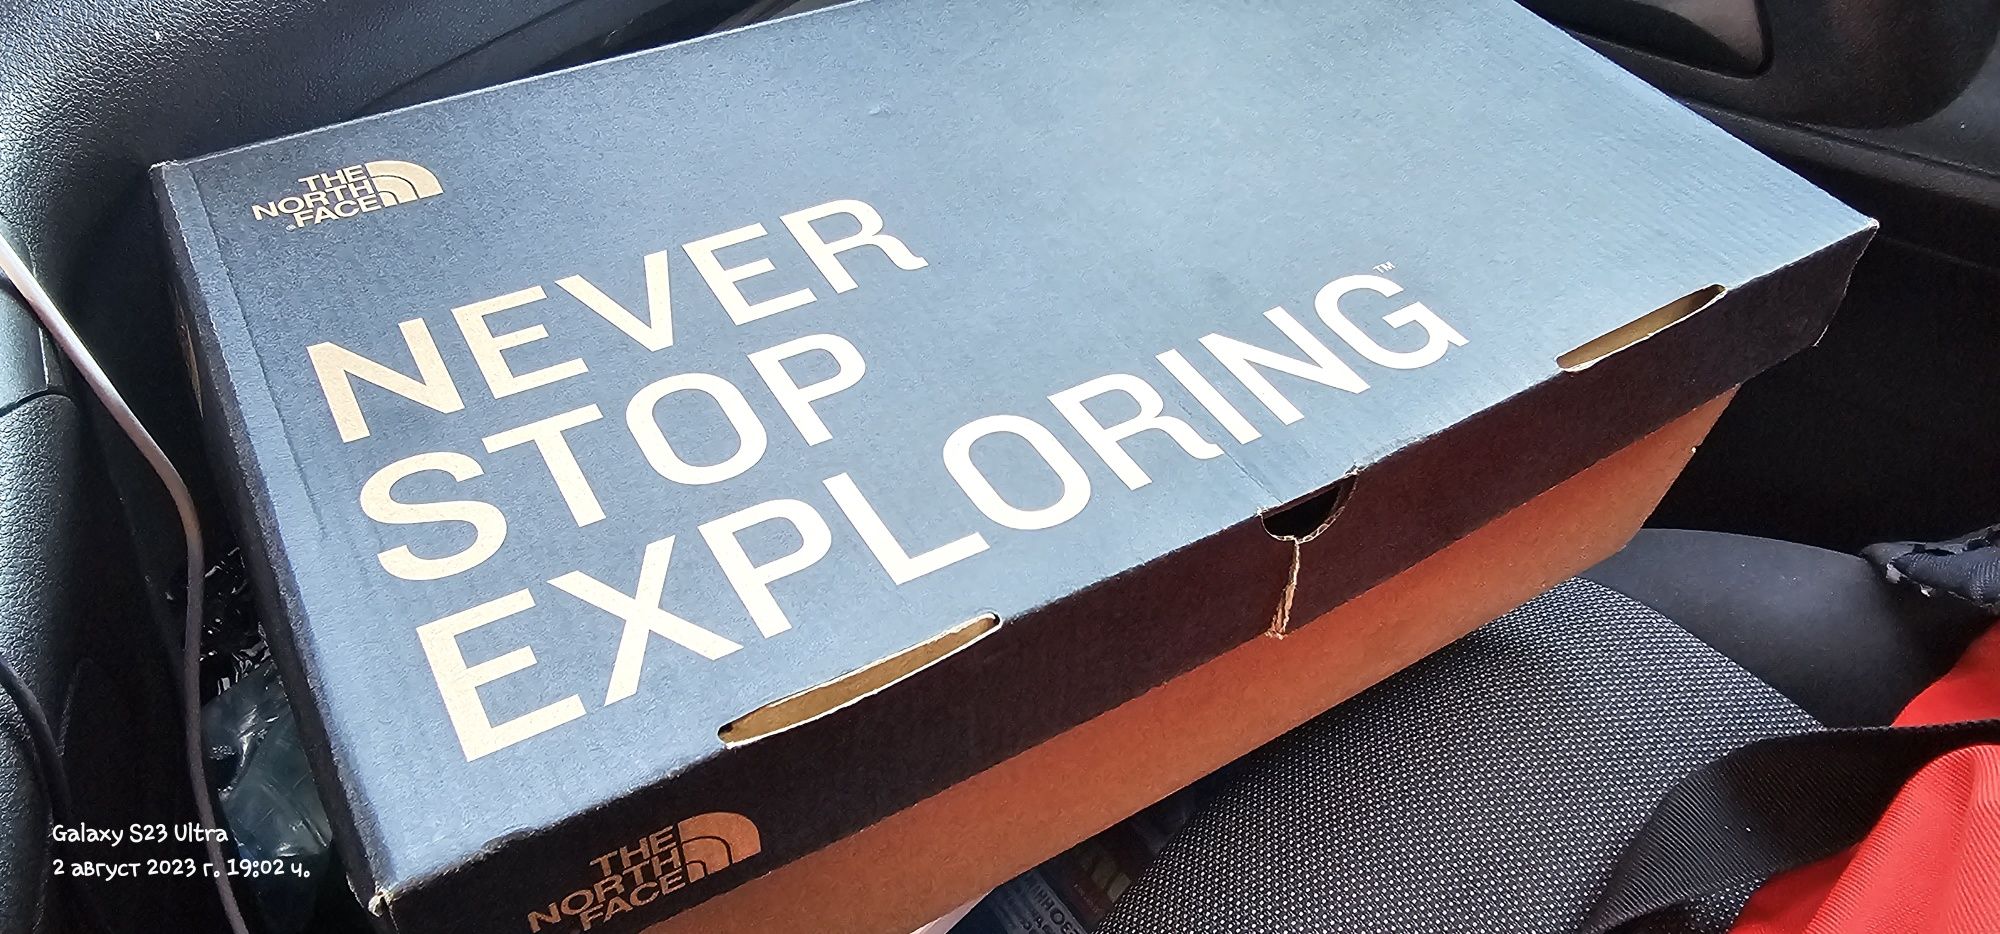 THE
NORTH
FACE
NEVER
STOP
EXPLORING™
THE
NORTH
FACE
Galaxy S23 Ultra
2 август 2023 г. 19:02 ч.